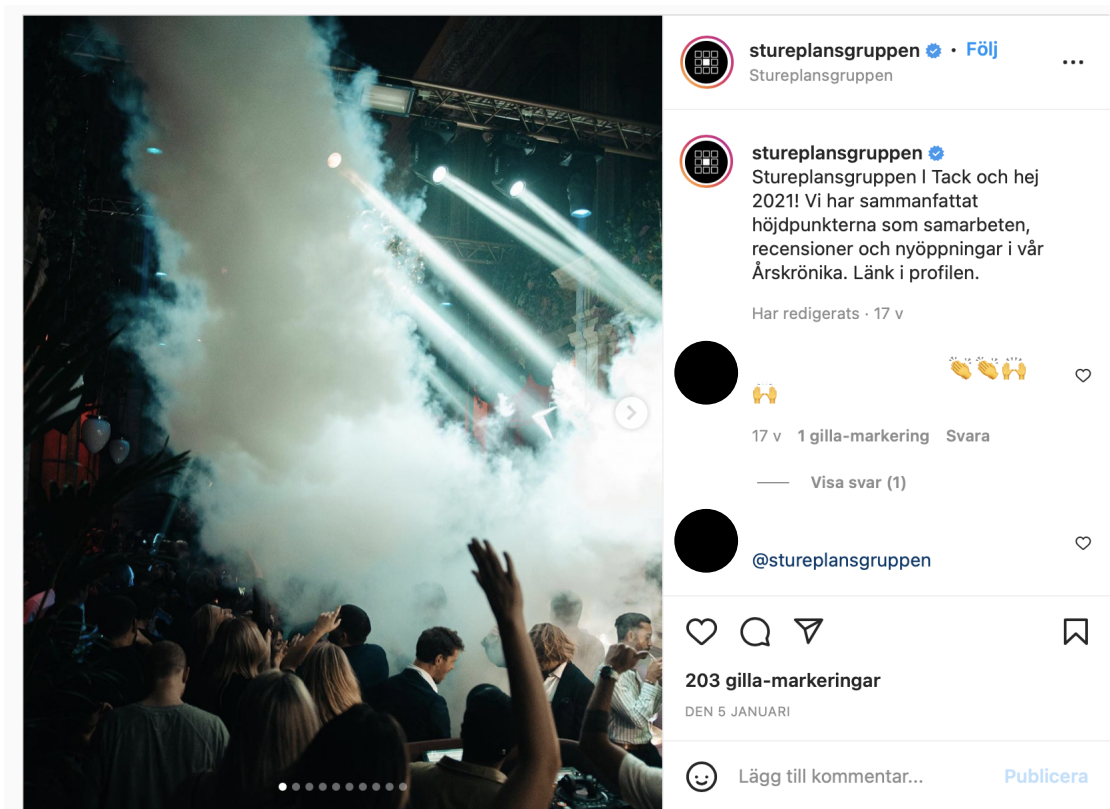 stureplansgruppen • Följ
Stureplansgruppen
stureplansgruppen
Stureplansgruppen I Tack och hej
2021! Vi har sammanfattat
höjdpunkterna som samarbeten,
recensioner och nyöppningar i vår
Årskrönika. Länk i profilen.
Har redigerats · 17 v
👏👏🙌
🙌
17 v 1 gilla-markering Svara
Visa svar (1)
@stureplansgruppen
203 gilla-markeringar
DEN 5 JANUARI
Lägg till kommentar... Publicera